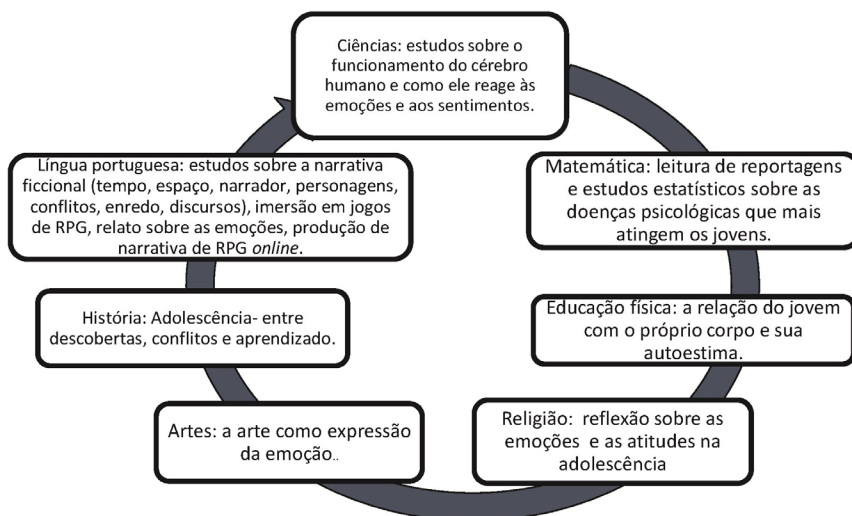 Ciências: estudos sobre o
funcionamento do cérebro
humano e como ele reage às
emoções e aos sentimentos.
Matemática: leitura de reportagens
e estudos estatísticos sobre as
doenças psicológicas que mais
atingem os jovens.
Educação física: a relação do jovem
com o próprio corpo e sua
autoestima.
Religião: reflexão sobre as
emoções e as atitudes na
adolescência
Artes: a arte como expressão
da emoção..
História: Adolescência- entre
descobertas, conflitos e aprendizado.
Língua portuguesa: estudos sobre a narrativa
ficcional (tempo, espaço, narrador, personagens,
conflitos, enredo, discursos), imersão em jogos
de RPG, relato sobre as emoções, produção de
narrativa de RPG online.